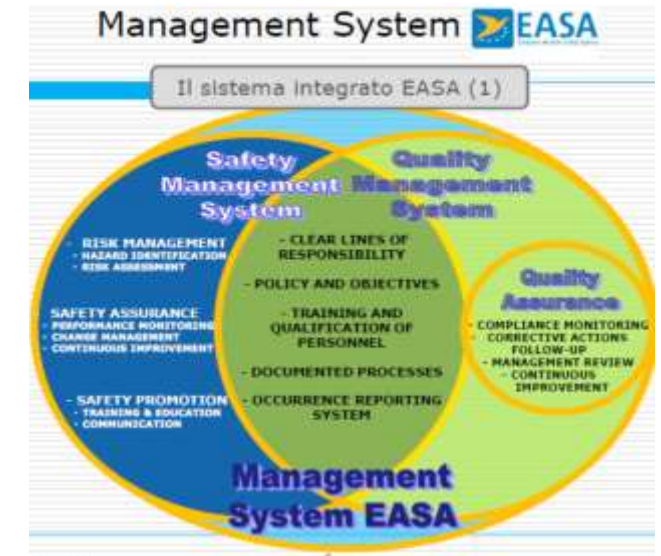 Management System EASA
Il sistema integrato EASA (1)
Safety
Management
System
- RISK MANAGEMENT
- HAZARD IDENTIFICATION
- RISK ASSESSMENT
SAFETY ASSURANCE
- PERFORMANCE MONITORING
- CHANGE MANAGEMENT
- CONTINUOUS IMPROVEMENT
- SAFETY PROMOTION
- TRAINING & EDUCATION
- COMMUNICATION
- CLEAR LINES OF
RESPONSIBILITY
- POLICY AND OBJECTIVES
- TRAINING AND
QUALIFICATION OF
PERSONNEL
- DOCUMENTED PROCESSES
- OCCURRENCE REPORTING
SYSTEM
Quality
Management
System
Quality
Assurance
- COMPLIANCE MONITORING
- CORRECTIVE ACTIONS
FOLLOW-UP
- MANAGEMENT REVIEW
- CONTINUOUS
IMPROVEMENT
Management
System EASA